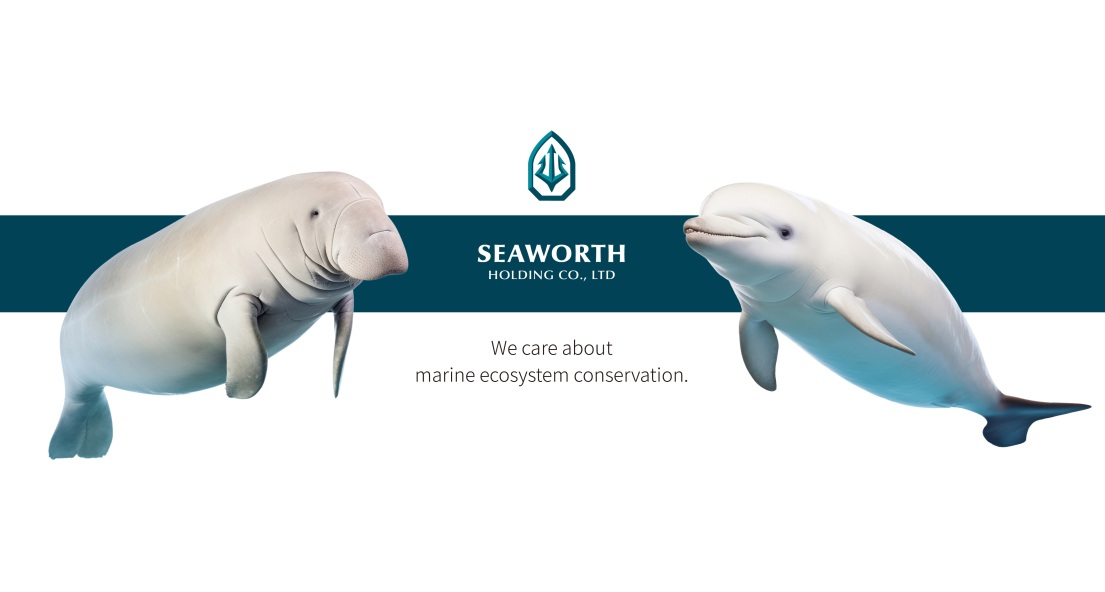 SEAWORTH
HOLDING CO., LTD
We care about
marine ecosystem conservation.